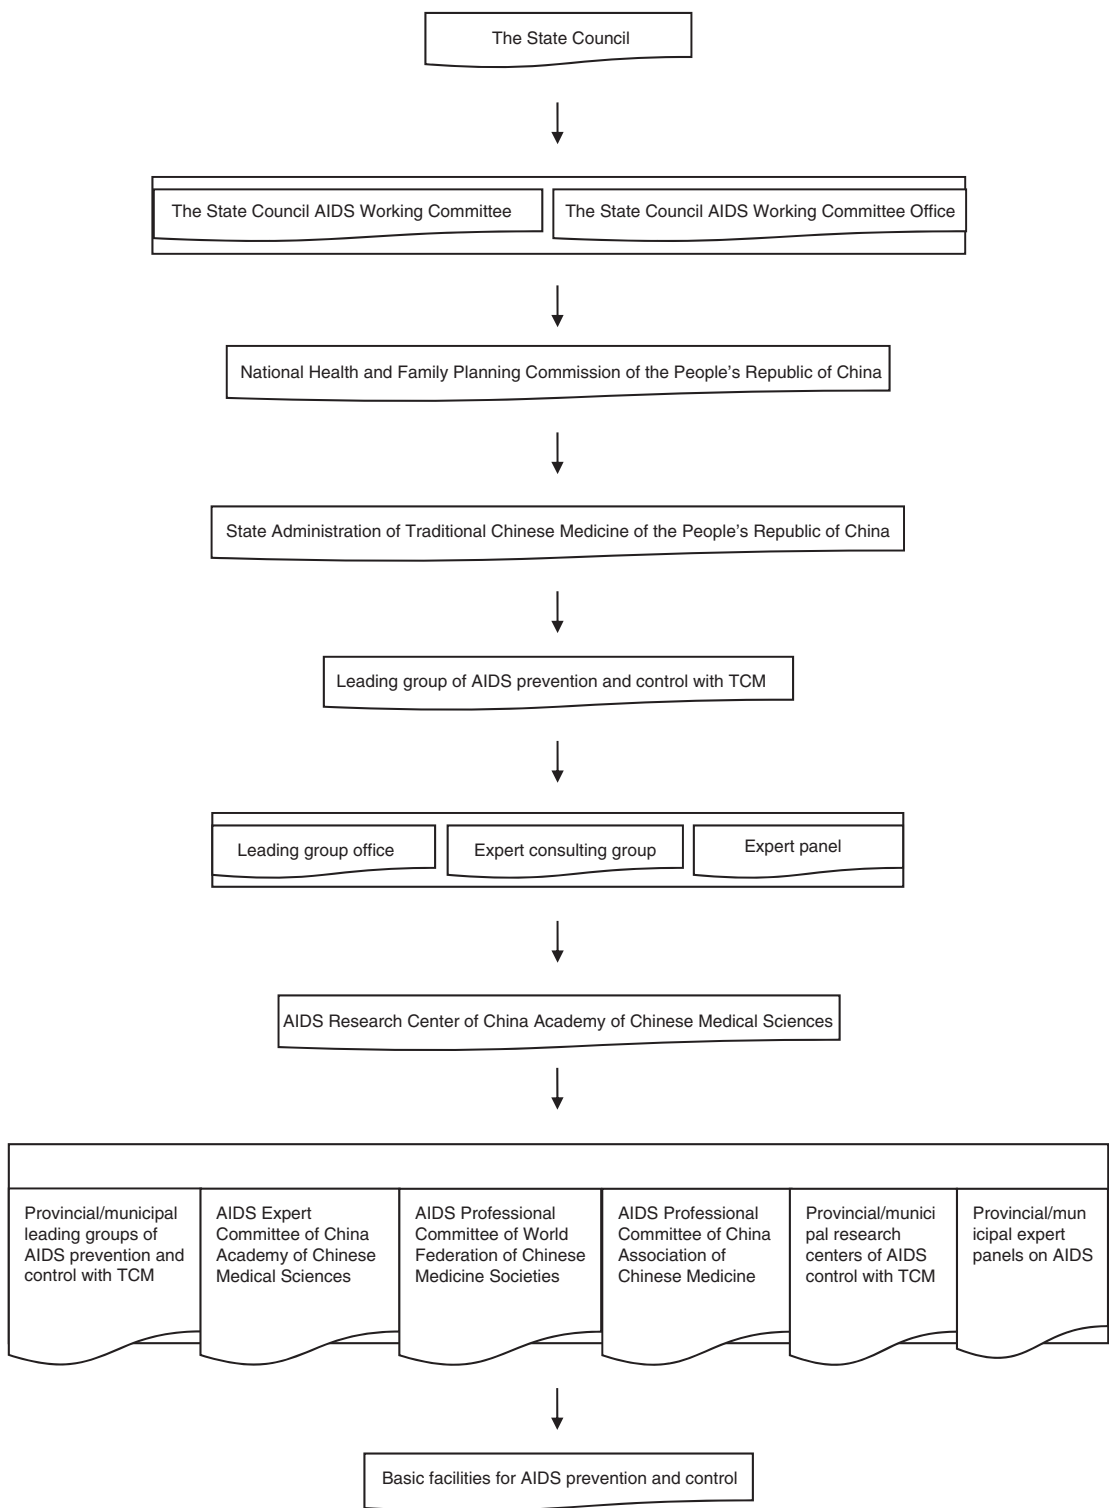 The State Council
The State Council AIDS Working Committee
The State Council AIDS Working Committee Office
National Health and Family Planning Commission of the People's Republic of China
State Administration of Traditional Chinese Medicine of the People's Republic of China
Leading group of AIDS prevention and control with TCM
Leading group office
Expert consulting group
Expert panel
AIDS Research Center of China Academy of Chinese Medical Sciences
Provincial/municipal
leading groups of
AIDS prevention and
control with TCM
AIDS Expert
Committee of China
Academy of Chinese
Medical Sciences
AIDS Professional
Committee of World
Federation of Chinese
Medicine Societies
AIDS Professional
Committee of China
Association of
Chinese Medicine
Provincial/munici
pal research
centers of AIDS
control with TCM
Provincial/mun
icipal expert
panels on AIDS
Basic facilities for AIDS prevention and control